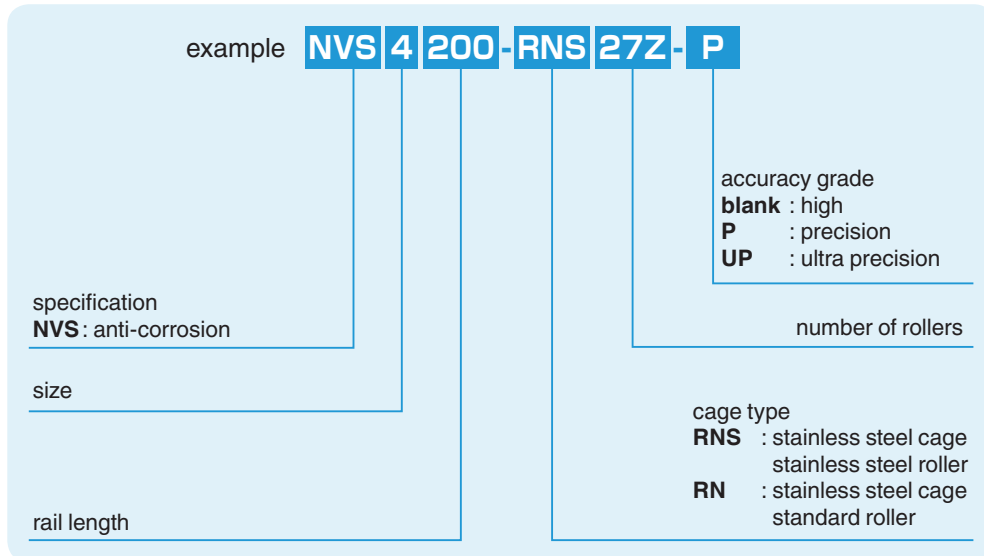 example NVS 4 200-RNS 27Z-P
accuracy grade
blank : high
P : precision
UP : ultra precision
specification
NVS : anti-corrosion
number of rollers
size
cage type
RNS : stainless steel cage
stainless steel roller
RN : stainless steel cage
standard roller
rail length